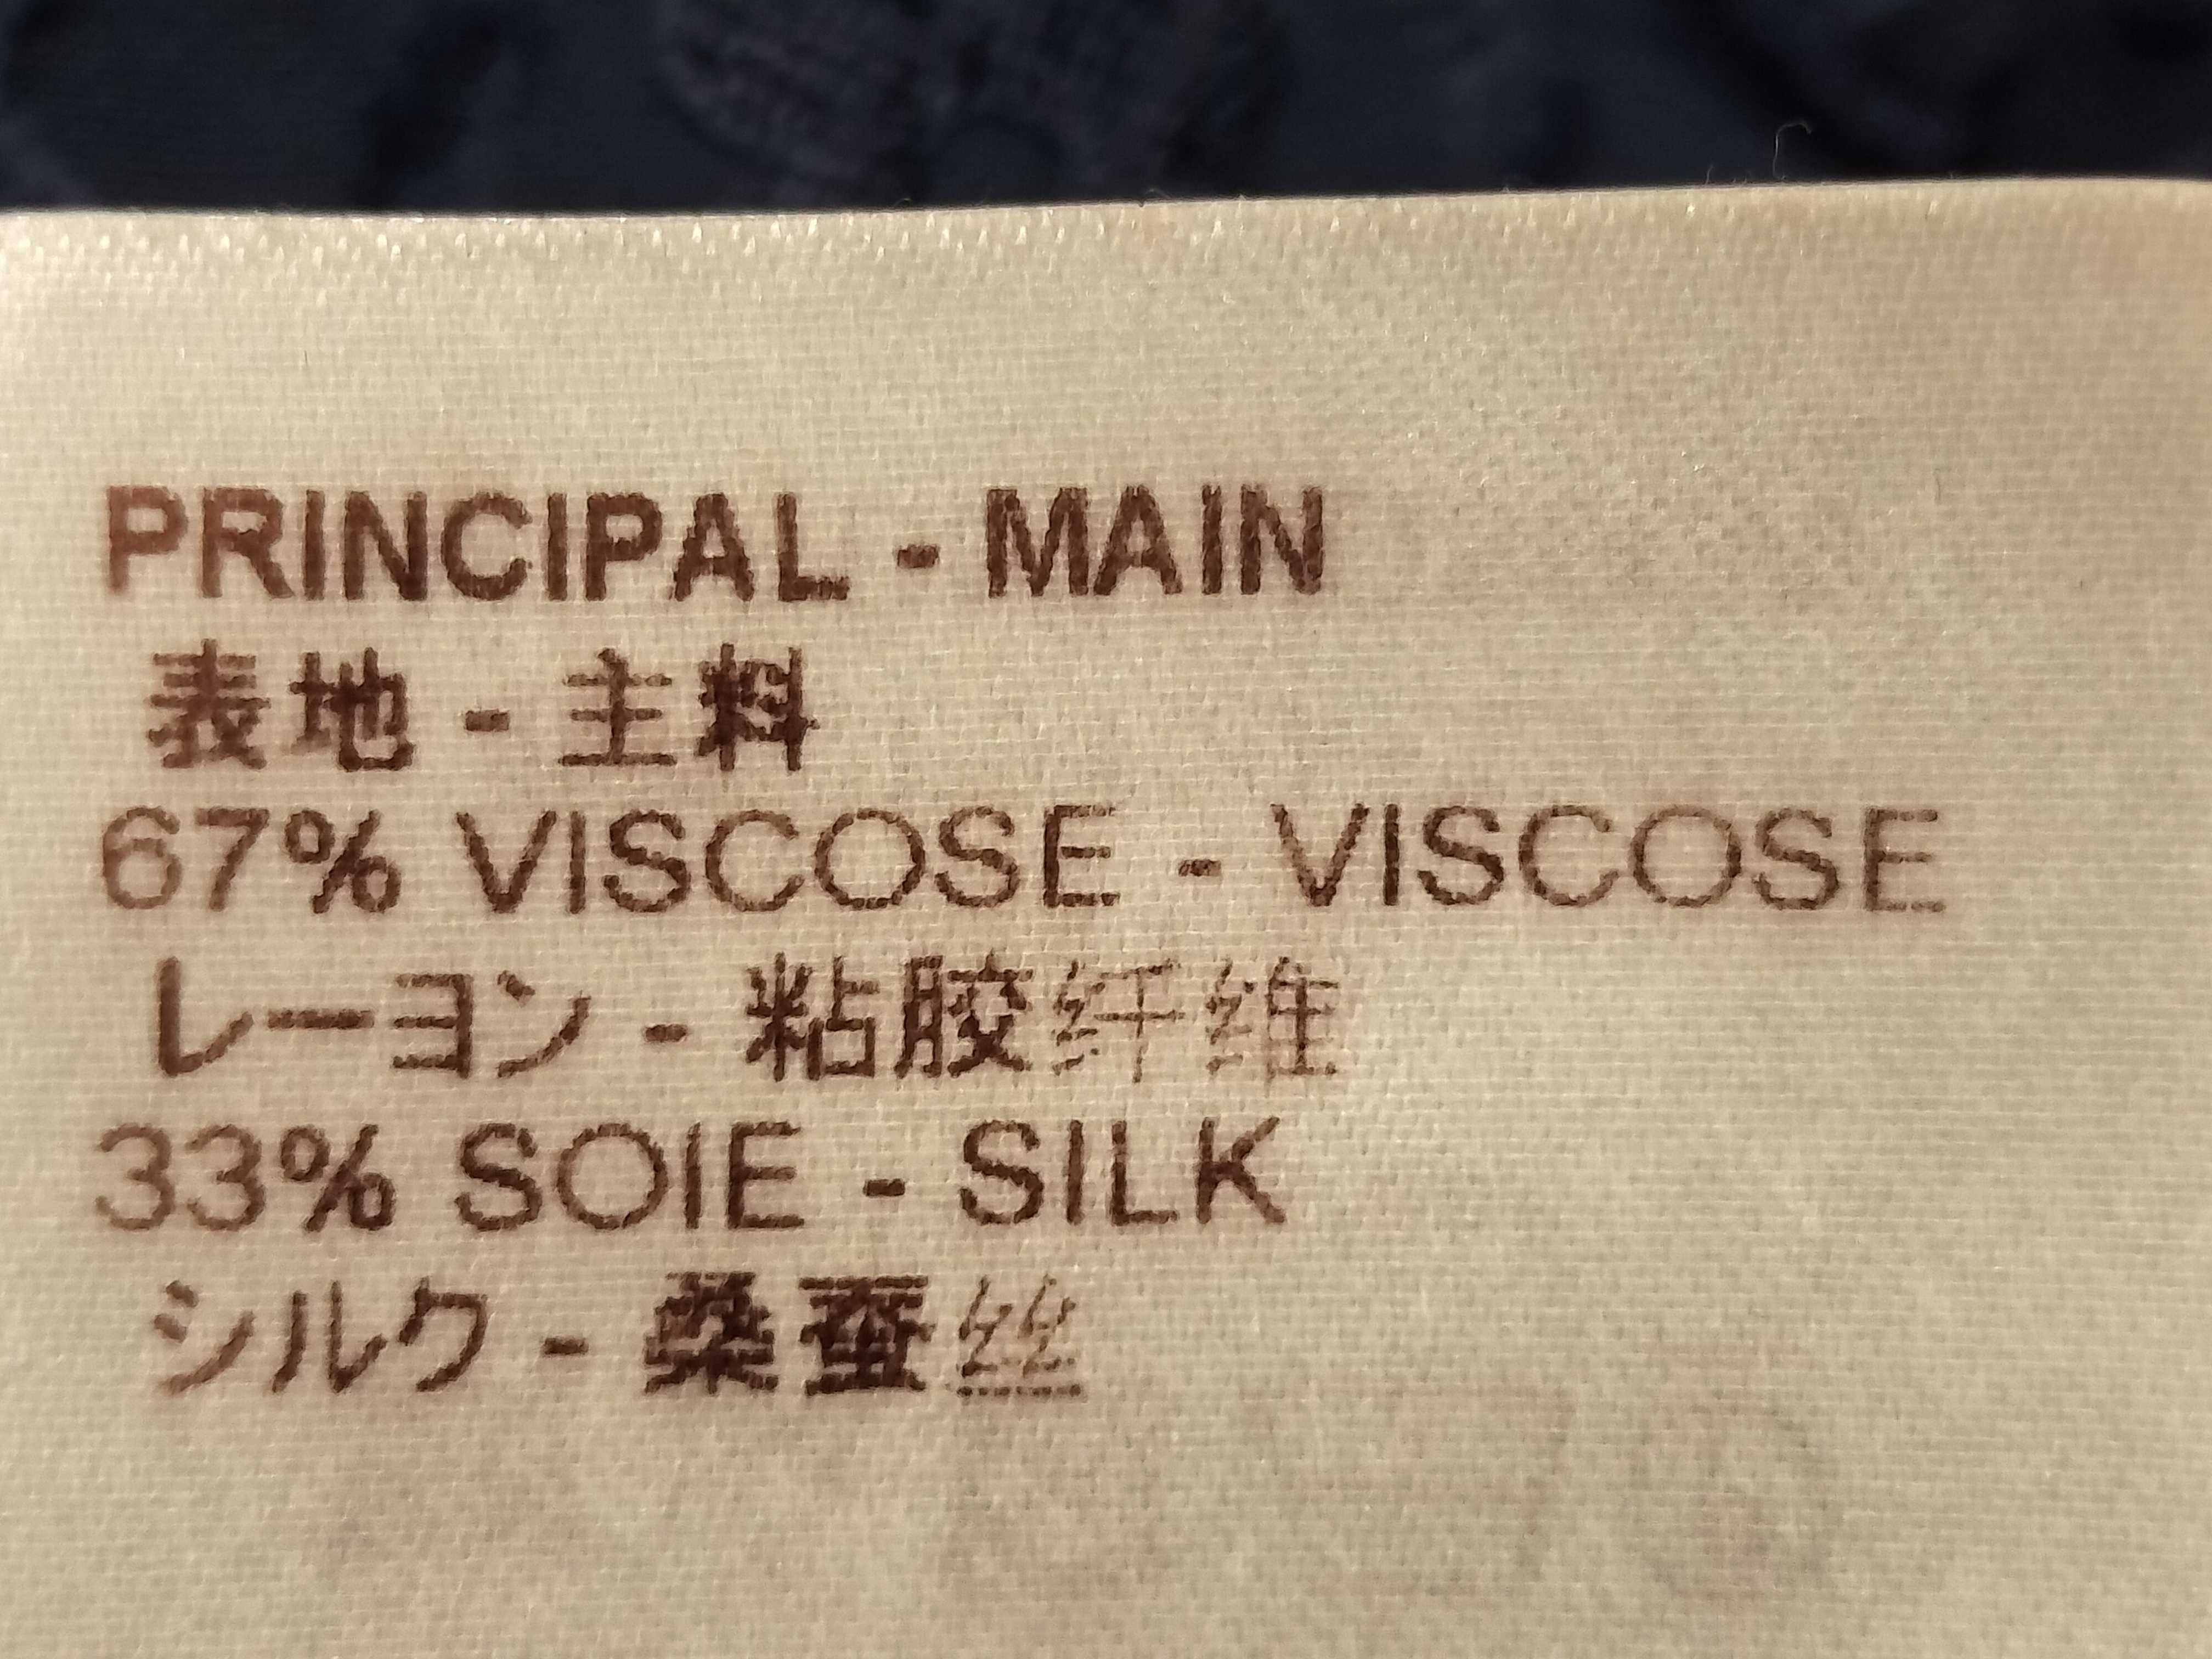 PRINCIPAL - MAIN
表地 - 主料
67% VISCOSE - VISCOSE
レーヨン - 粘胶纤维
33% SOIE - SILK
シルク - 桑蚕丝